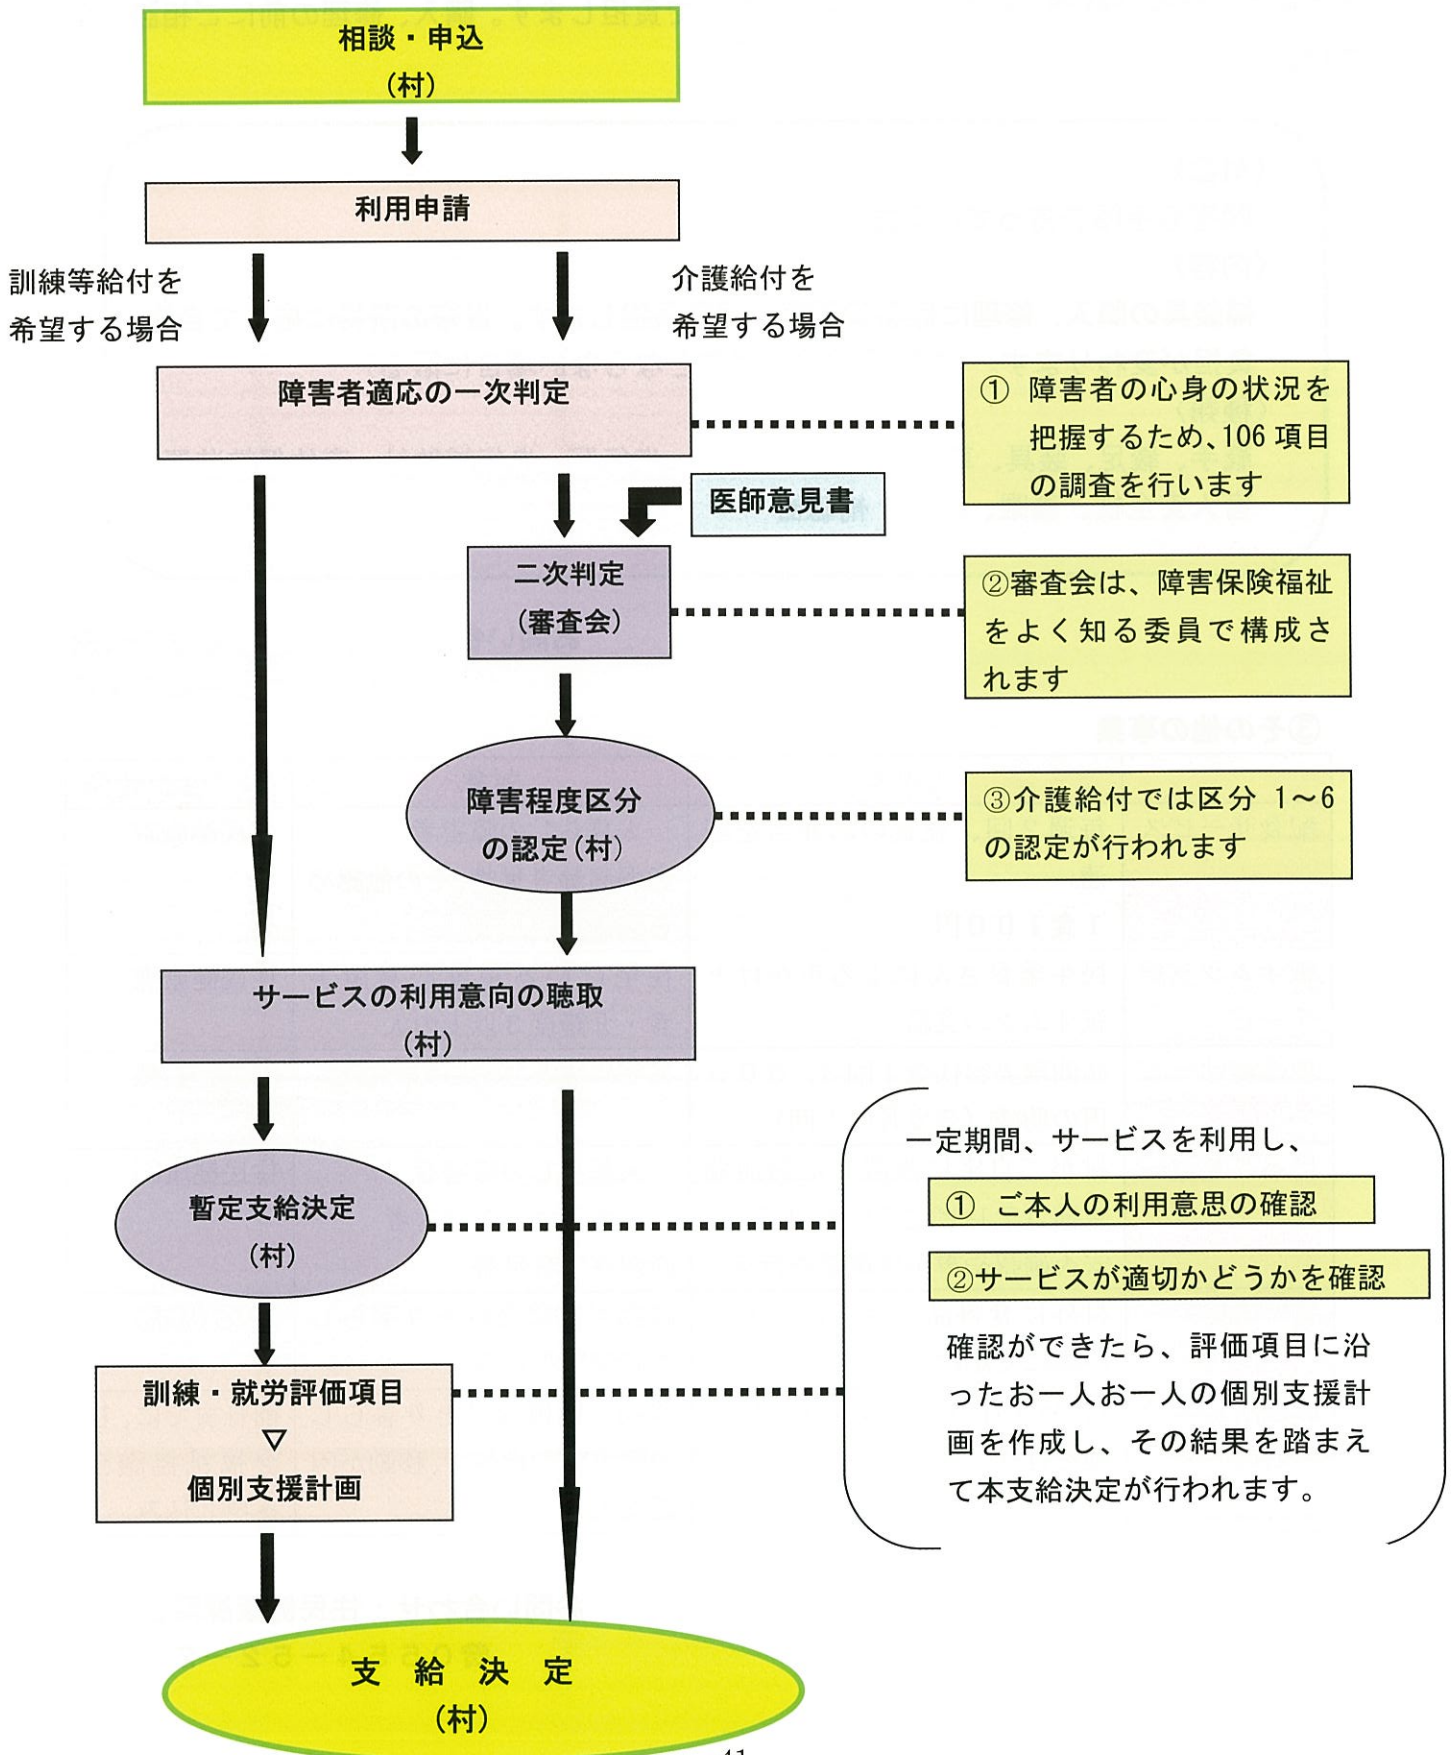 相談・申込
(村)
利用申請
訓練等給付を
希望する場合
介護給付を
希望する場合
障害者適応の一次判定
① 障害者の心身の状況を
把握するため、106 項目
の調査を行います
医師意見書
二次判定
(審査会)
②審査会は、障害保険福祉
をよく知る委員で構成さ
れます
障害程度区分
の認定(村)
③介護給付では区分 1~6
の認定が行われます
サービスの利用意向の聴取
(村)
暫定支給決定
(村)
一定期間、サービスを利用し、
① ご本人の利用意思の確認
②サービスが適切かどうかを確認
確認ができたら、評価項目に沿
ったお一人お一人の個別支援計
画を作成し、その結果を踏まえ
て本支給決定が行われます。
訓練・就労評価項目
▽
個別支援計画
支 給 決 定
(村)